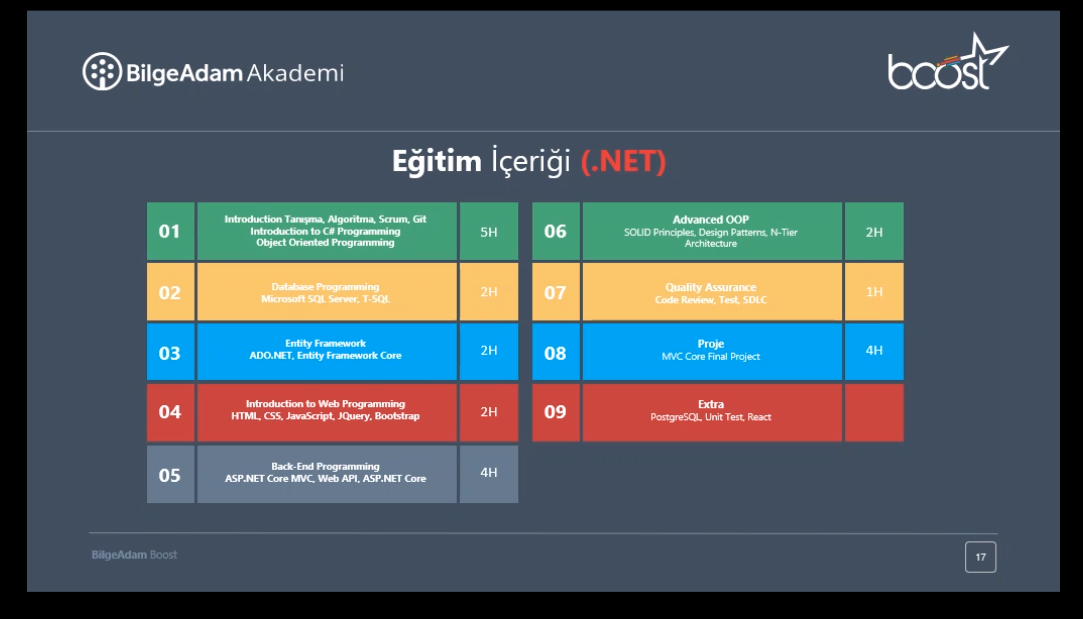 BilgeAdam Akademi
boost
Eğitim İçeriği (.NET)
01
Introduction Tanışma, Algoritma, Scrum, Git
Introduction to C# Programming
Object Oriented Programming
5H
02
Database Programming
Microsoft SQL Server, T-SQL
2H
03
Entity Framework
ADO.NET, Entity Framework Core
2H
04
Introduction to Web Programming
HTML, CSS, JavaScript, JQuery, Bootstrap
2H
05
Back-End Programming
ASP.NET Core MVC, Web API, ASP.NET Core
4H
06
Advanced OOP
SOLID Principles, Design Patterns, N-Tier
Architecture
2H
07
Quality Assurance
Code Review, Test, SDLC
1H
08
Proje
MVC Core Final Project
4H
09
Extra
PostgreSQL, Unit Test, React
BilgeAdam Boost
17